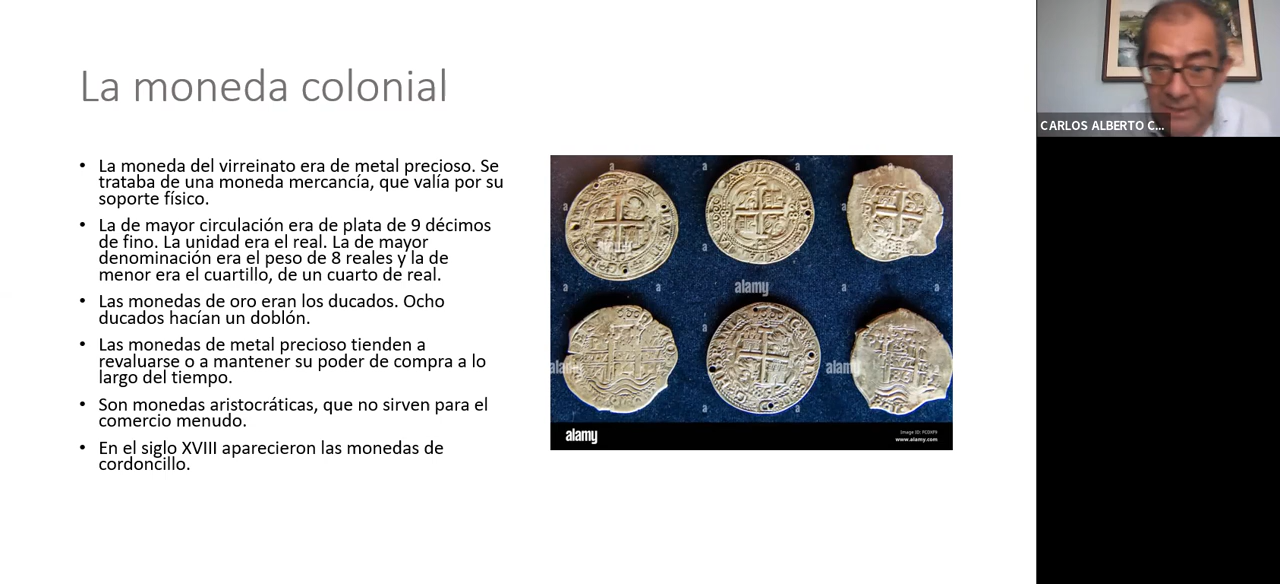 La moneda colonial
• La moneda del virreinato era de metal precioso. Se
trataba de una moneda mercancía, que valía por su
soporte físico.
• La de mayor circulación era de plata de 9 décimos
de fino. La unidad era el real. La de mayor
denominación era el peso de 8 reales y la de
menor era el cuartillo, de un cuarto de real.
• Las monedas de oro eran los ducados. Ocho
ducados hacían un doblón.
• Las monedas de metal precioso tienden a
revaluarse o a mantener su poder de compra a lo
largo del tiempo.
• Son monedas aristocráticas, que no sirven para el
comercio menudo.
• En el siglo XVIII aparecieron las monedas de
cordoncillo.
alamy
alamy
alamy
alamy
alamy
www.alamy.com
CARLOS ALBERTO C...